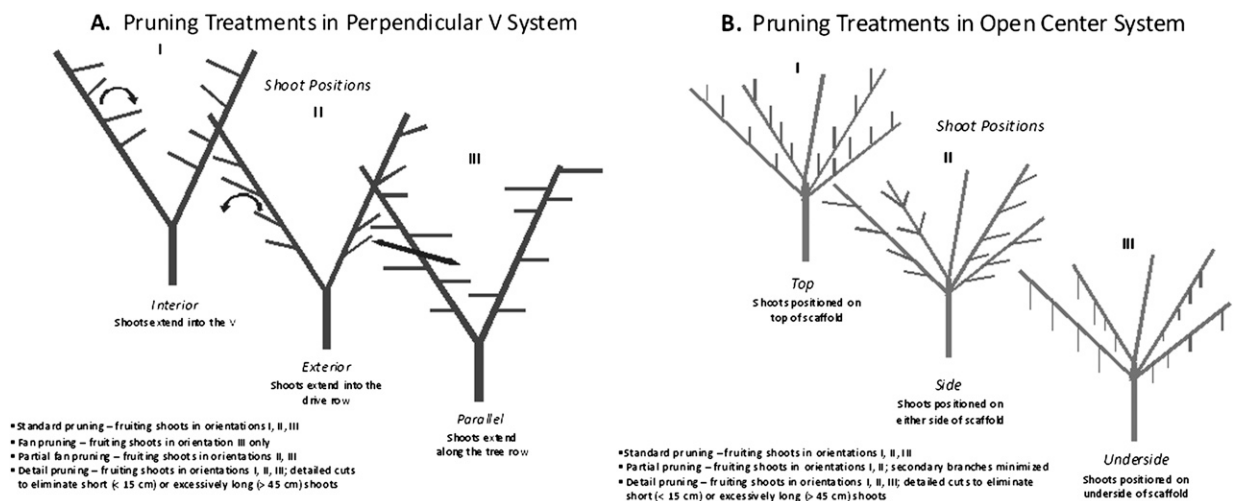 A. Pruning Treatments in Perpendicular V System
I
Shoot Positions
II
III
Interior
Shoots extend into the V
Exterior
Shoots extend into the
drive row
Parallel
Shoots extend
along the tree row
▪Standard pruning – fruiting shoots in orientations I, II, III
▪Fan pruning – fruiting shoots in orientation III only
▪Partial fan pruning – fruiting shoots in orientations II, III
▪Detail pruning – fruiting shoots in orientations I, II, III; detailed cuts
to eliminate short (< 15 cm) or excessively long (> 45 cm) shoots
B. Pruning Treatments in Open Center System
I
Shoot Positions
II
III
Top
Shoots positioned on
top of scaffold
Side
Shoots positioned on
either side of scaffold
Underside
Shoots positioned on
underside of scaffold
▪Standard pruning –fruiting shoots in orientations I, II, III
▪Partial pruning –fruiting shoots in orientations I, II; secondary branches minimized
▪Detail pruning – fruiting shoots in orientations I, II, III; detailed cuts to eliminate
short (< 15 cm) or excessively long (> 45 cm) shoots